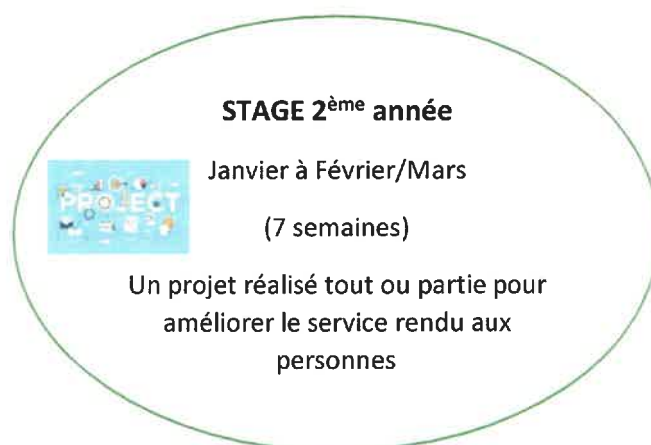 STAGE 2ème année
Janvier à Février/Mars
PROJECT
(7 semaines)
Un projet réalisé tout ou partie pour
améliorer le service rendu aux
personnes